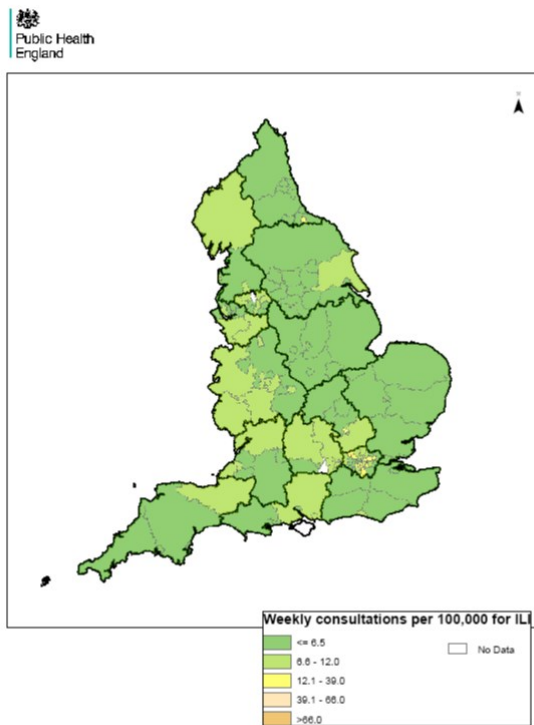 Public Health
England
Weekly consultations per 100,000 for ILI
<= 6.5
6.6 - 12.0
12.1 - 39.0
39.1 - 66.0
>66.0
No Data